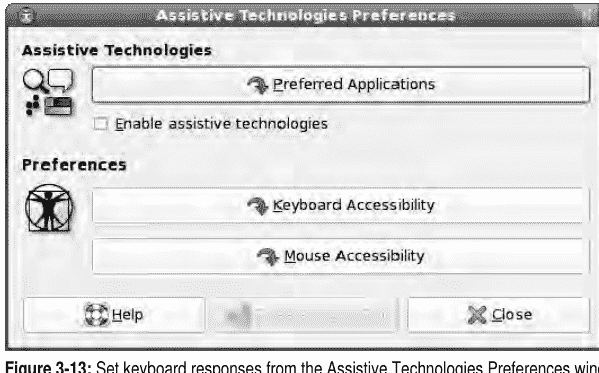 Assistive Technologies Preferences
Assistive Technologies
Preferred Applications
Enable assistive technologies
Preferences
Keyboard Accessibility
Mouse Accessibility
Help
Close
Figure 3-13: Set keyboard responses from the Assistive Technologies Preferences